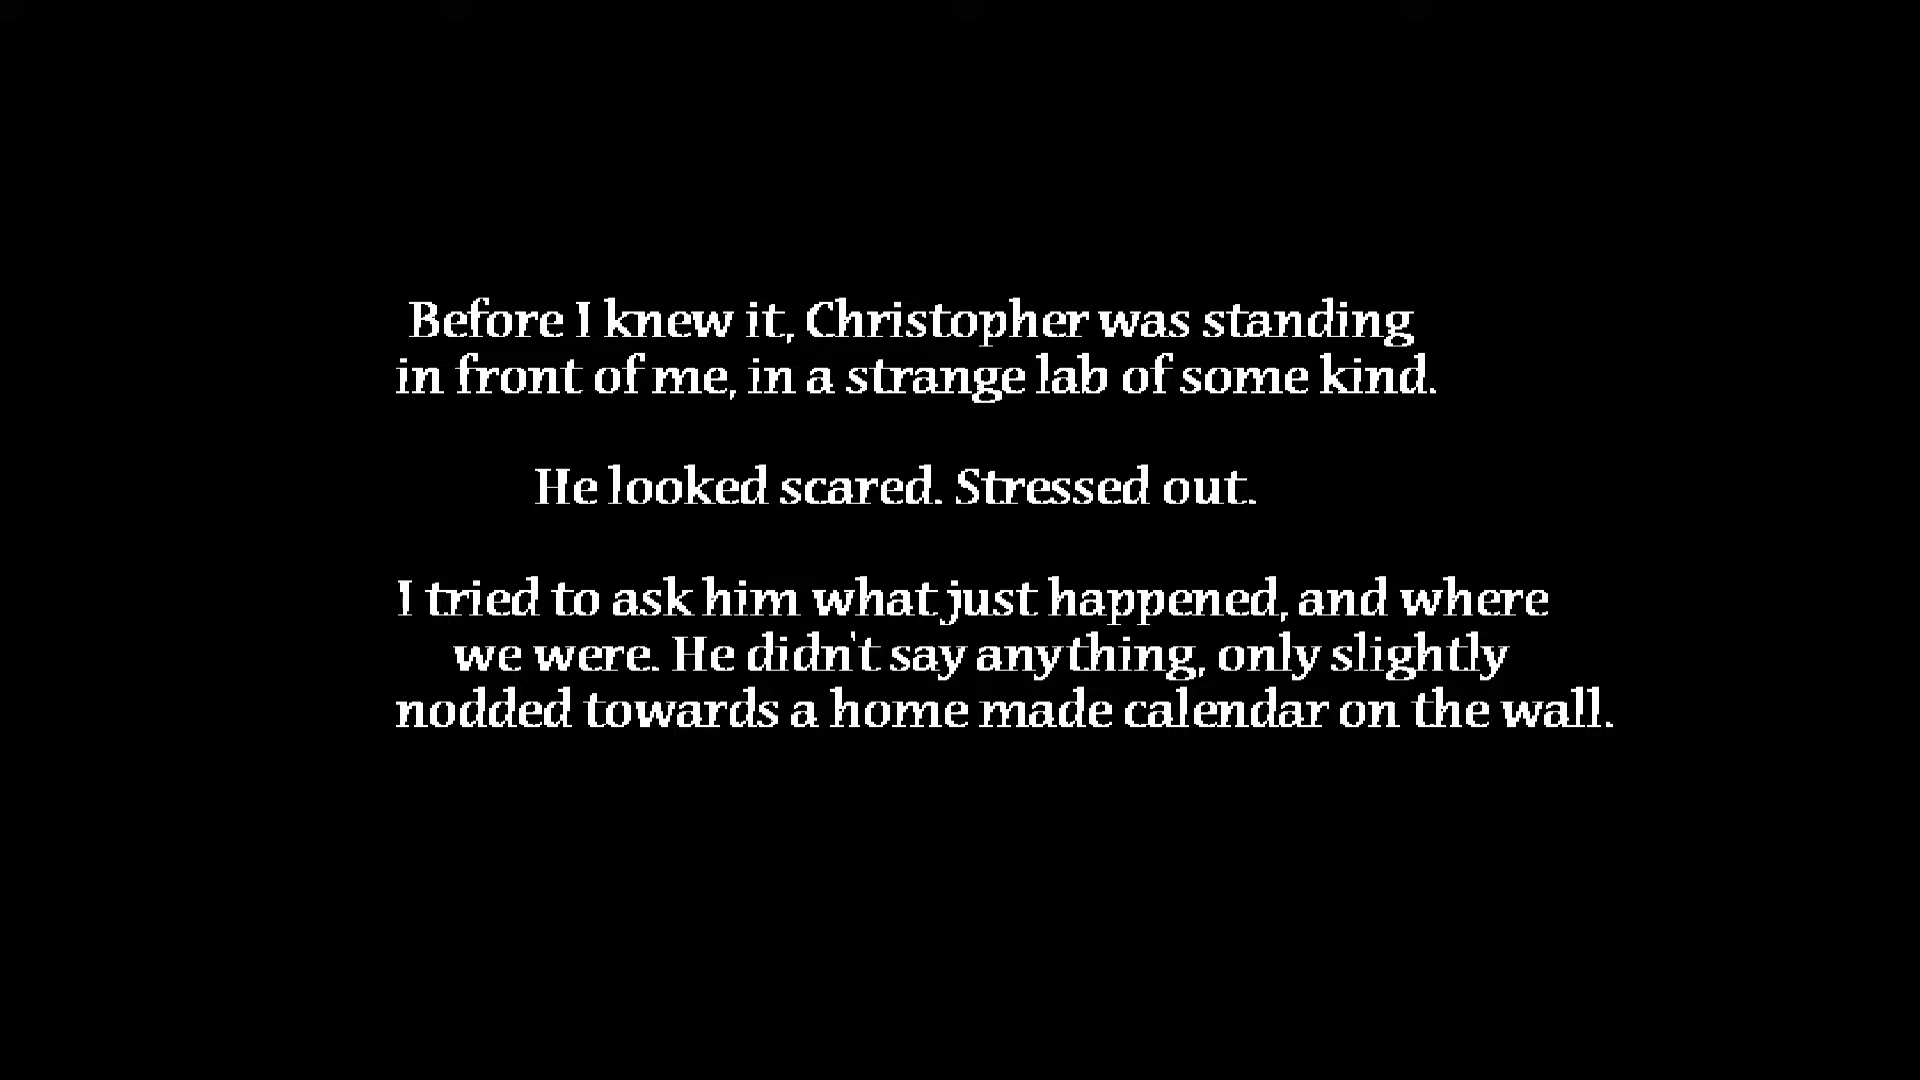 Before I knew it, Christopher was standing
in front of me, in a strange lab of some kind.
He looked scared. Stressed out.
I tried to ask him what just happened, and where
we were. He didn't say anything, only slightly
nodded towards a home made calendar on the wall.